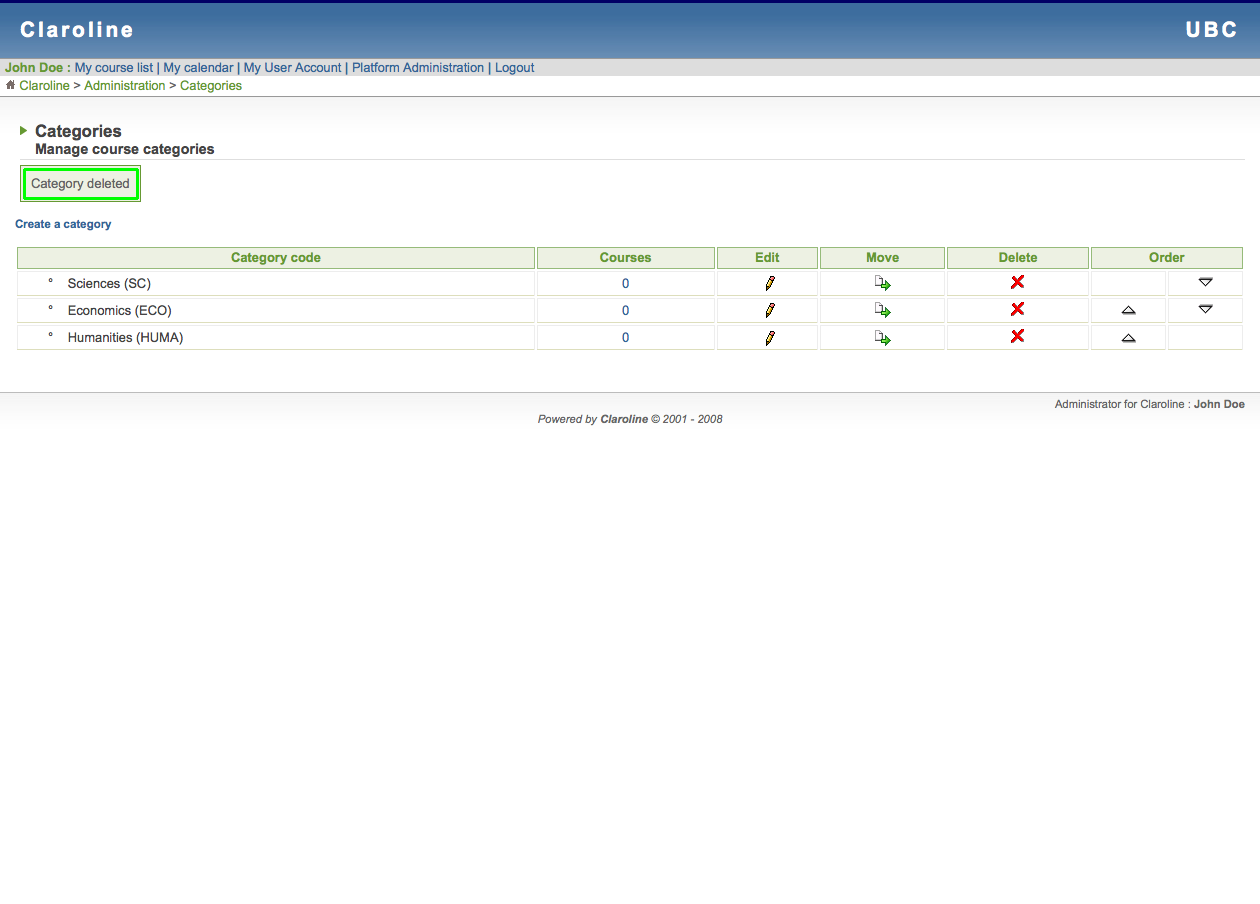 Claroline UBC
John Doe : My course list | My calendar | My User Account | Platform Administration | Logout
Claroline > Administration > Categories
Categories
Manage course categories
Category deleted
Create a category
Category code Courses Edit Move Delete Order
° Sciences (SC) 0
° Economics (ECO) 0
° Humanities (HUMA) 0
Administrator for Claroline : John Doe
Powered by Claroline © 2001 - 2008